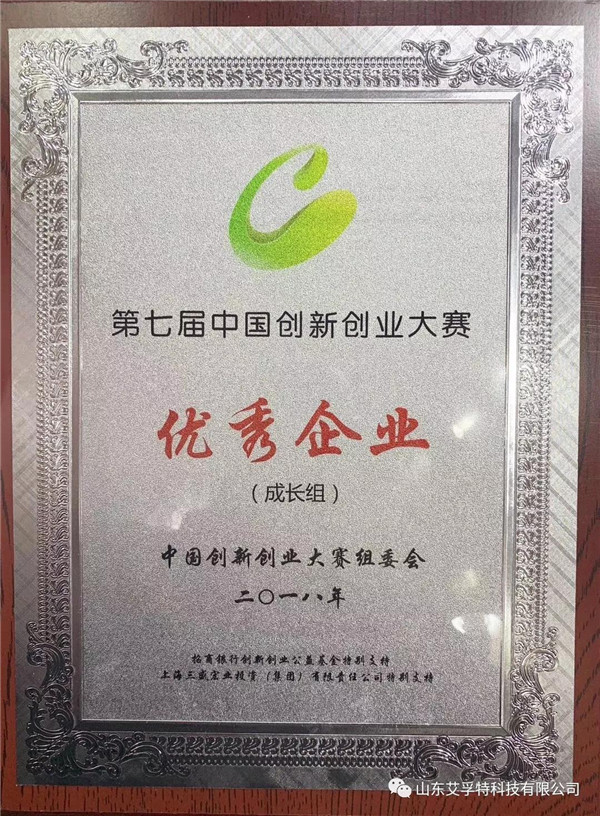 第七届中国创新创业大赛
优秀企业
（成长组）
中国创新创业大赛组委会
二〇一八年
招商银行创新创业公益基金特别支持
上海三盛宏业投资（集团）有限责任公司特别支持
山东艾孚特科技有限公司